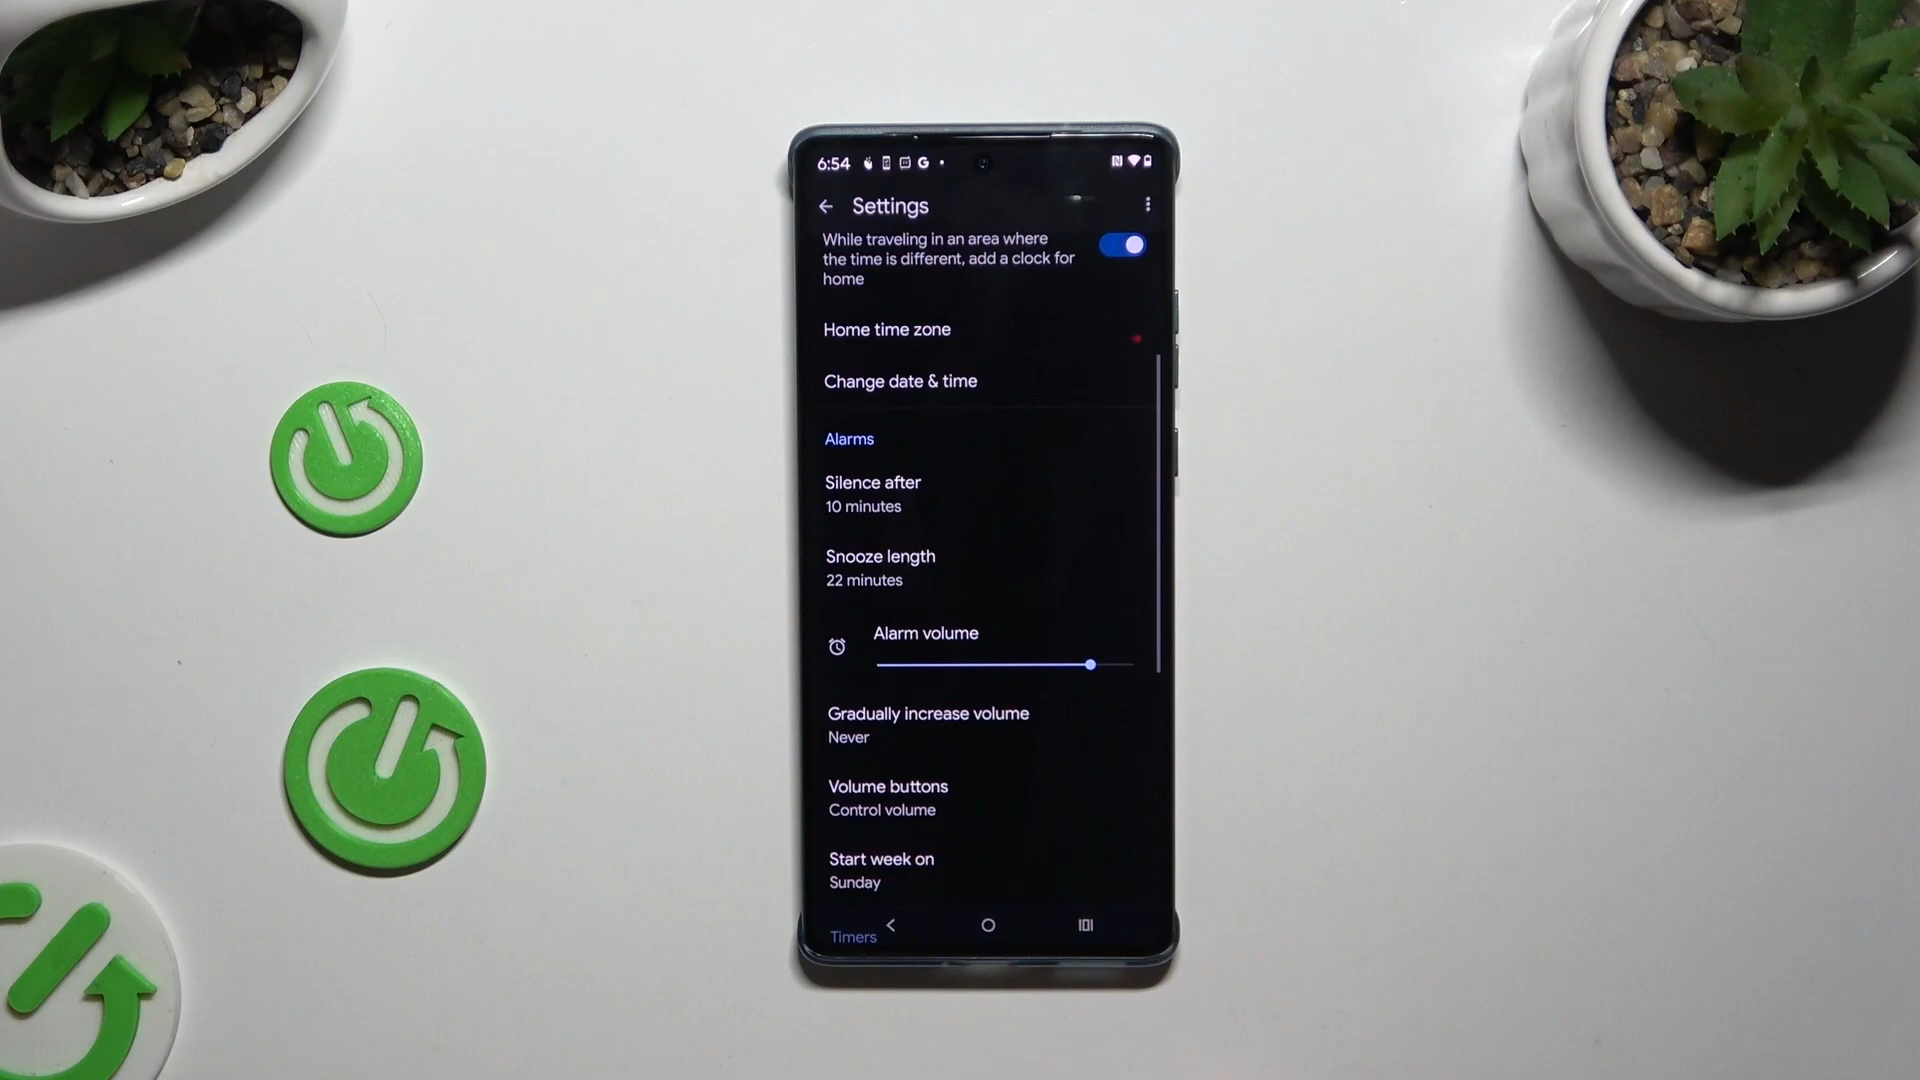 6:54
Settings
While traveling in an area where
the time is different, add a clock for
home
Home time zone
Change date & time
Alarms
Silence after
10 minutes
Snooze length
22 minutes
Alarm volume
Gradually increase volume
Never
Volume buttons
Control volume
Start week on
Sunday
Timers